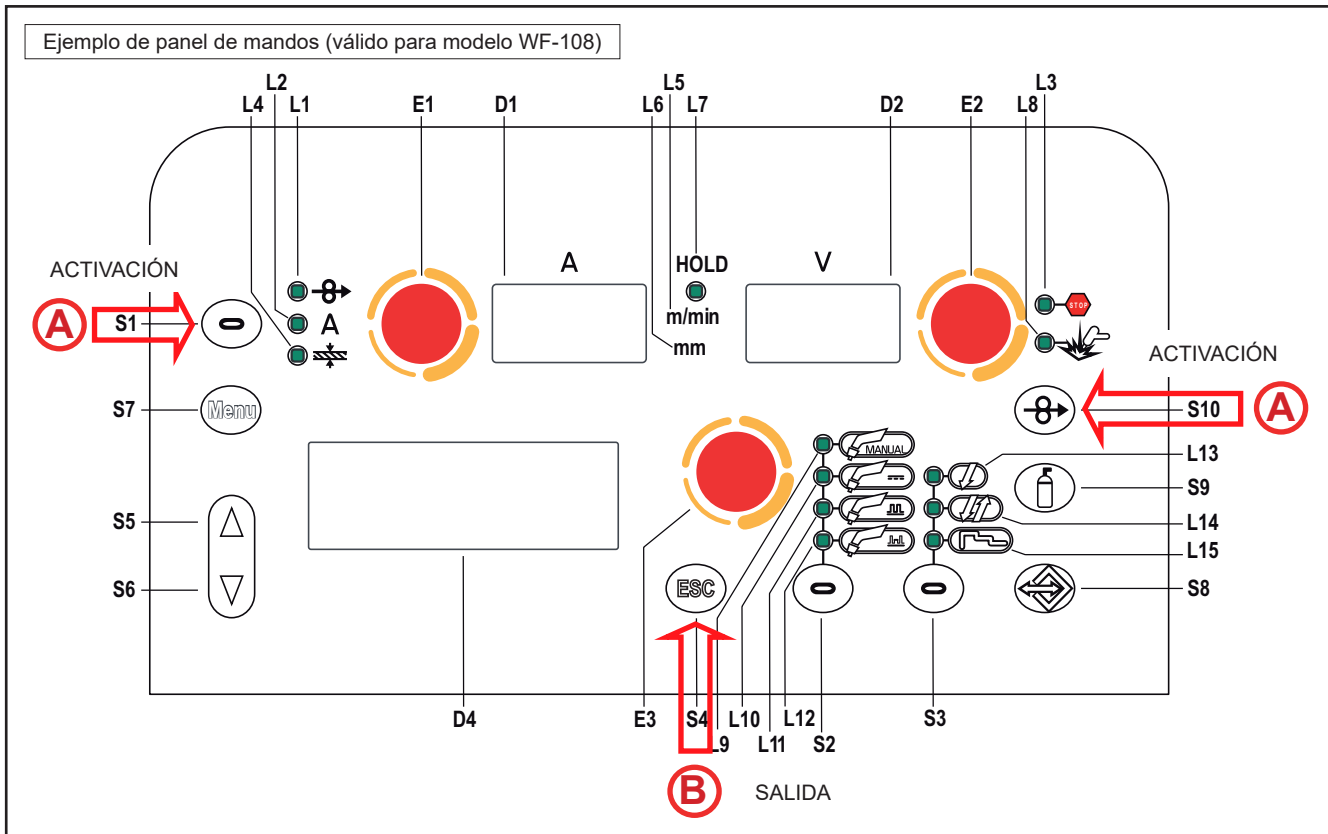 Ejemplo de panel de mandos (válido para modelo WF-108)
L2 L5 L3
L4 L1 E1 D1 L6 L7 D2 E2 L8
A HOLD V
ACTIVACIÓN
A S1 A m/min STOP
mm
ACTIVACIÓN
S7 Menu S10 A
MANUAL L13
S9
S5 L14
L15
S6 ESC S8
D4 E3 S4 L10 L12 S3
L9 L11 S2
B SALIDA